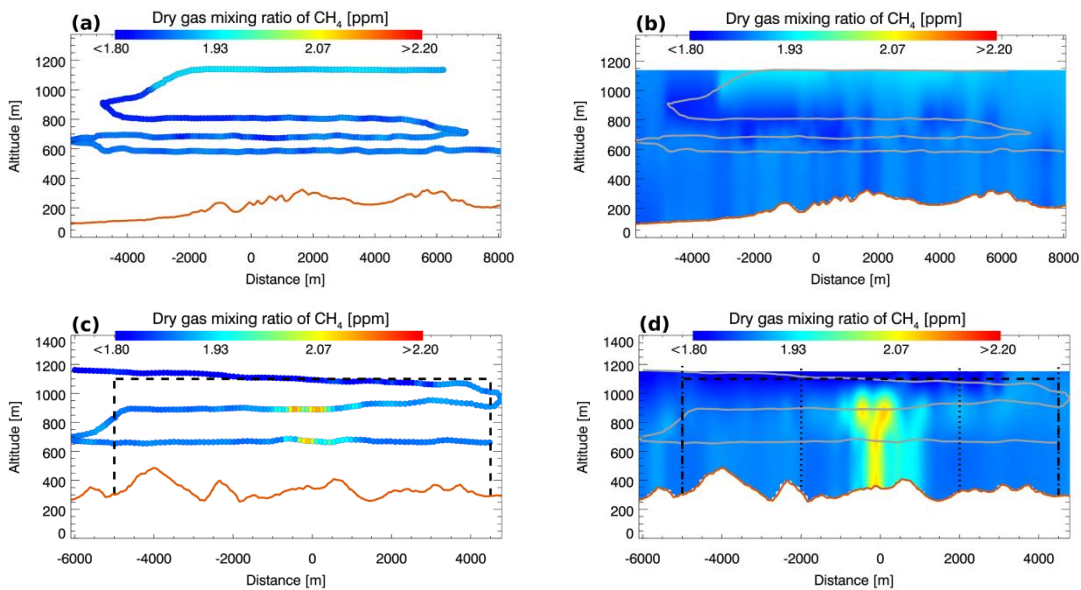 (a) Dry gas mixing ratio of CH4 [ppm]
<1.80 1.93 2.07 >2.20
1200
1000
800
600
400
200
0
Altitude [m]
-4000 -2000 0 2000 4000 6000 8000
Distance [m]
(b) Dry gas mixing ratio of CH4 [ppm]
<1.80 1.93 2.07 >2.20
1200
1000
800
600
400
200
0
Altitude [m]
-4000 -2000 0 2000 4000 6000 8000
Distance [m]
(c) Dry gas mixing ratio of CH4 [ppm]
<1.80 1.93 2.07 >2.20
1400
1200
1000
800
600
400
200
0
Altitude [m]
-6000 -4000 -2000 0 2000 4000
Distance [m]
(d) Dry gas mixing ratio of CH4 [ppm]
<1.80 1.93 2.07 >2.20
1400
1200
1000
800
600
400
200
0
Altitude [m]
-6000 -4000 -2000 0 2000 4000
Distance [m]